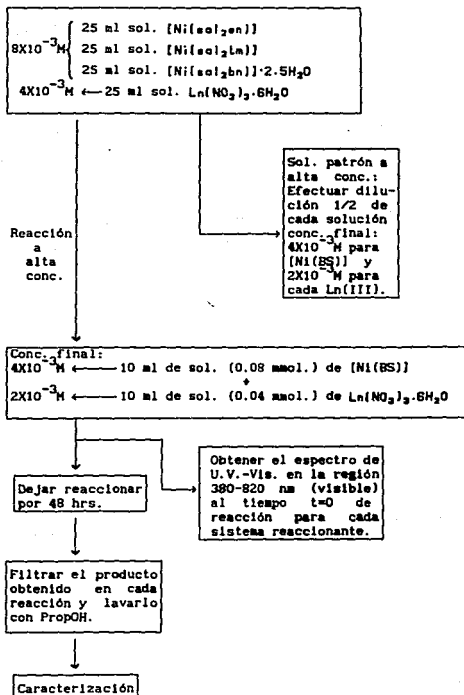 8X10⁻³M { 25 ml sol. [Ni(sal₂en)]
25 ml sol. [Ni(sal₂tm)]
25 ml sol. [Ni(sal₂bn)]·2.5H₂O
4X10⁻³M ← 25 ml sol. Ln(NO₃)₃·6H₂O
Sol. patrón a
alta conc.:
Efectuar dilu-
ción 1/2 de
cada solución
conc. final:
4X10⁻³M para
[Ni(BS)] y
2X10⁻³M para
cada Ln(III).
Reacción
a
alta
conc.
Conc. final:
4X10⁻³M ← 10 ml de sol. (0.08 mmol.) de [Ni(BS)]
+
2X10⁻³M ← 10 ml de sol. (0.04 mmol.) de Ln(NO₃)₃·6H₂O
Obtener el espectro de
U.V.-Vis. en la región
380-820 nm (visible)
al tiempo t=0 de
reacción para cada
sistema reaccionante.
Dejar reaccionar
por 48 hrs.
Filtrar el producto
obtenido en cada
reacción y lavarlo
con PropOH.
Caracterización